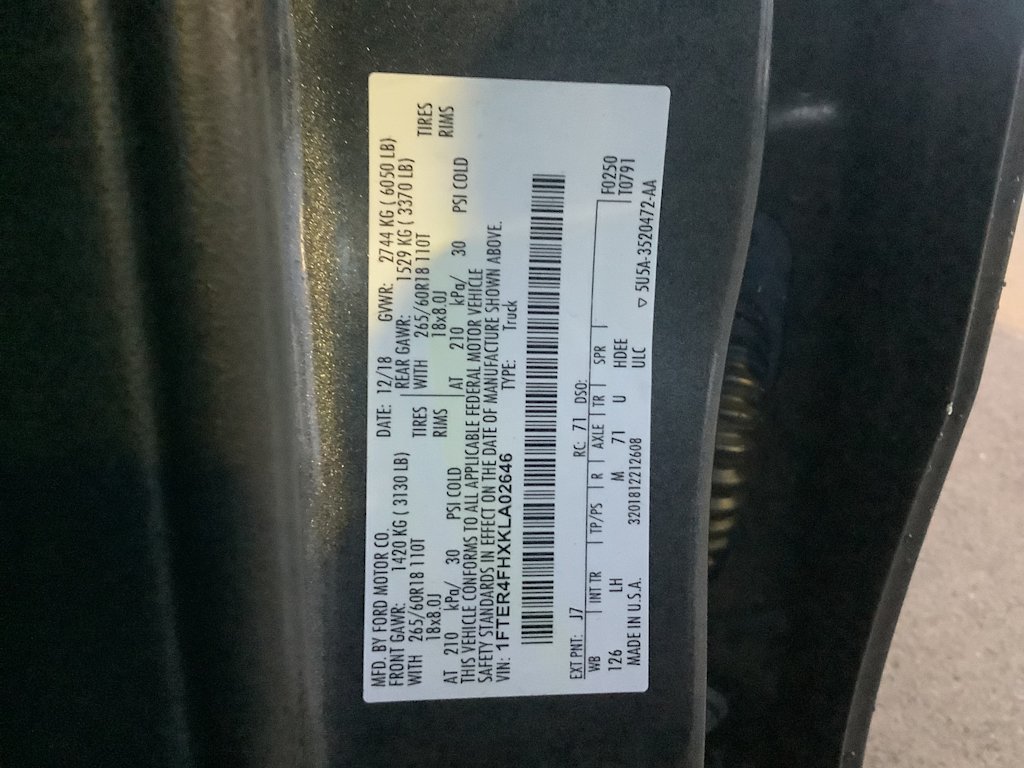 MFD. BY FORD MOTOR CO.
DATE: 12/18
GVWR: 2744 KG ( 6050 LB)
FRONT GAWR: 1420 KG ( 3130 LB)
REAR GAWR: 1529 KG ( 3370 LB)
WITH 265/60R18 110T TIRES
WITH 265/60R18 110T TIRES
18x8.0J RIMS
18x8.0J RIMS
AT 210 kPa/ 30 PSI COLD
AT 210 kPa/ 30 PSI COLD
THIS VEHICLE CONFORMS TO ALL APPLICABLE FEDERAL MOTOR VEHICLE
SAFETY STANDARDS IN EFFECT ON THE DATE OF MANUFACTURE SHOWN ABOVE.
VIN: 1FTER4FHXKLA02646
TYPE: Truck
EXT PNT: J7 RC: 71 DSO:
WB INT TR TP/PS R AXLE TR SPR F0250
126 LH M 71 U HDEE T0791
MADE IN U.S.A. 3201812212608 ULC ▽ 5U5A-3520472-AA